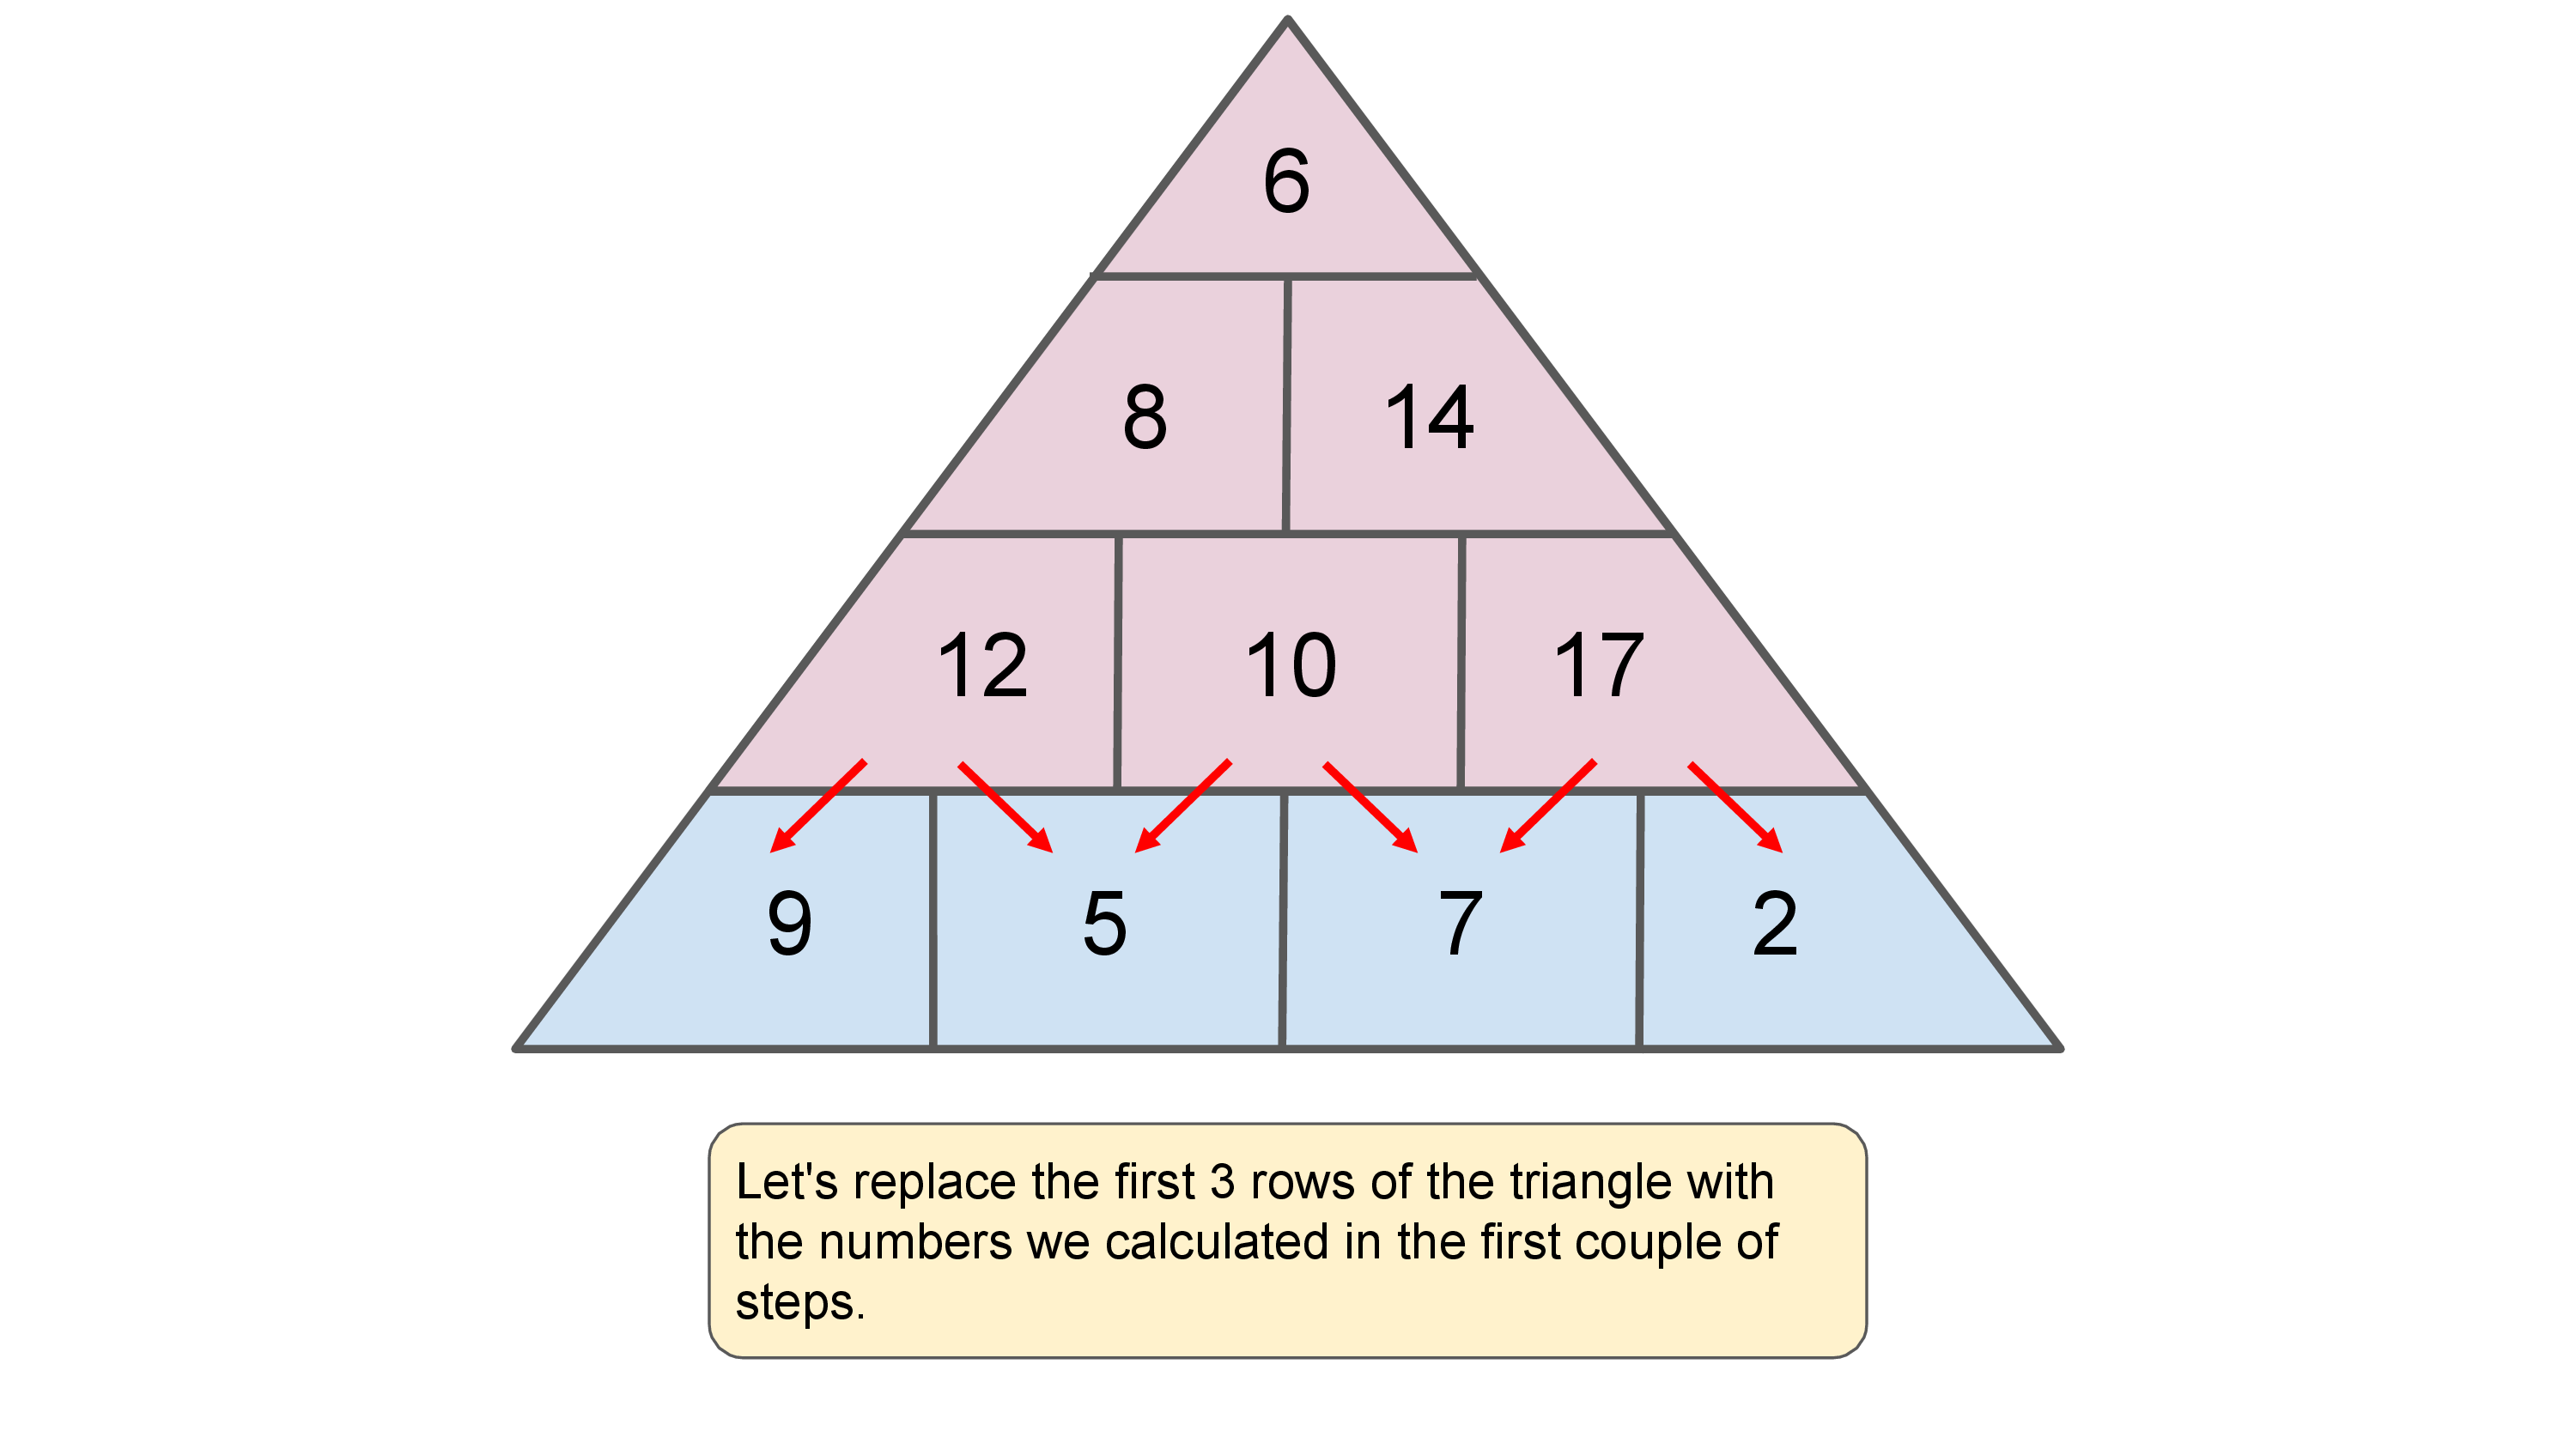 6
8 14
12 10 17
9 5 7 2
Let's replace the first 3 rows of the triangle with
the numbers we calculated in the first couple of
steps.